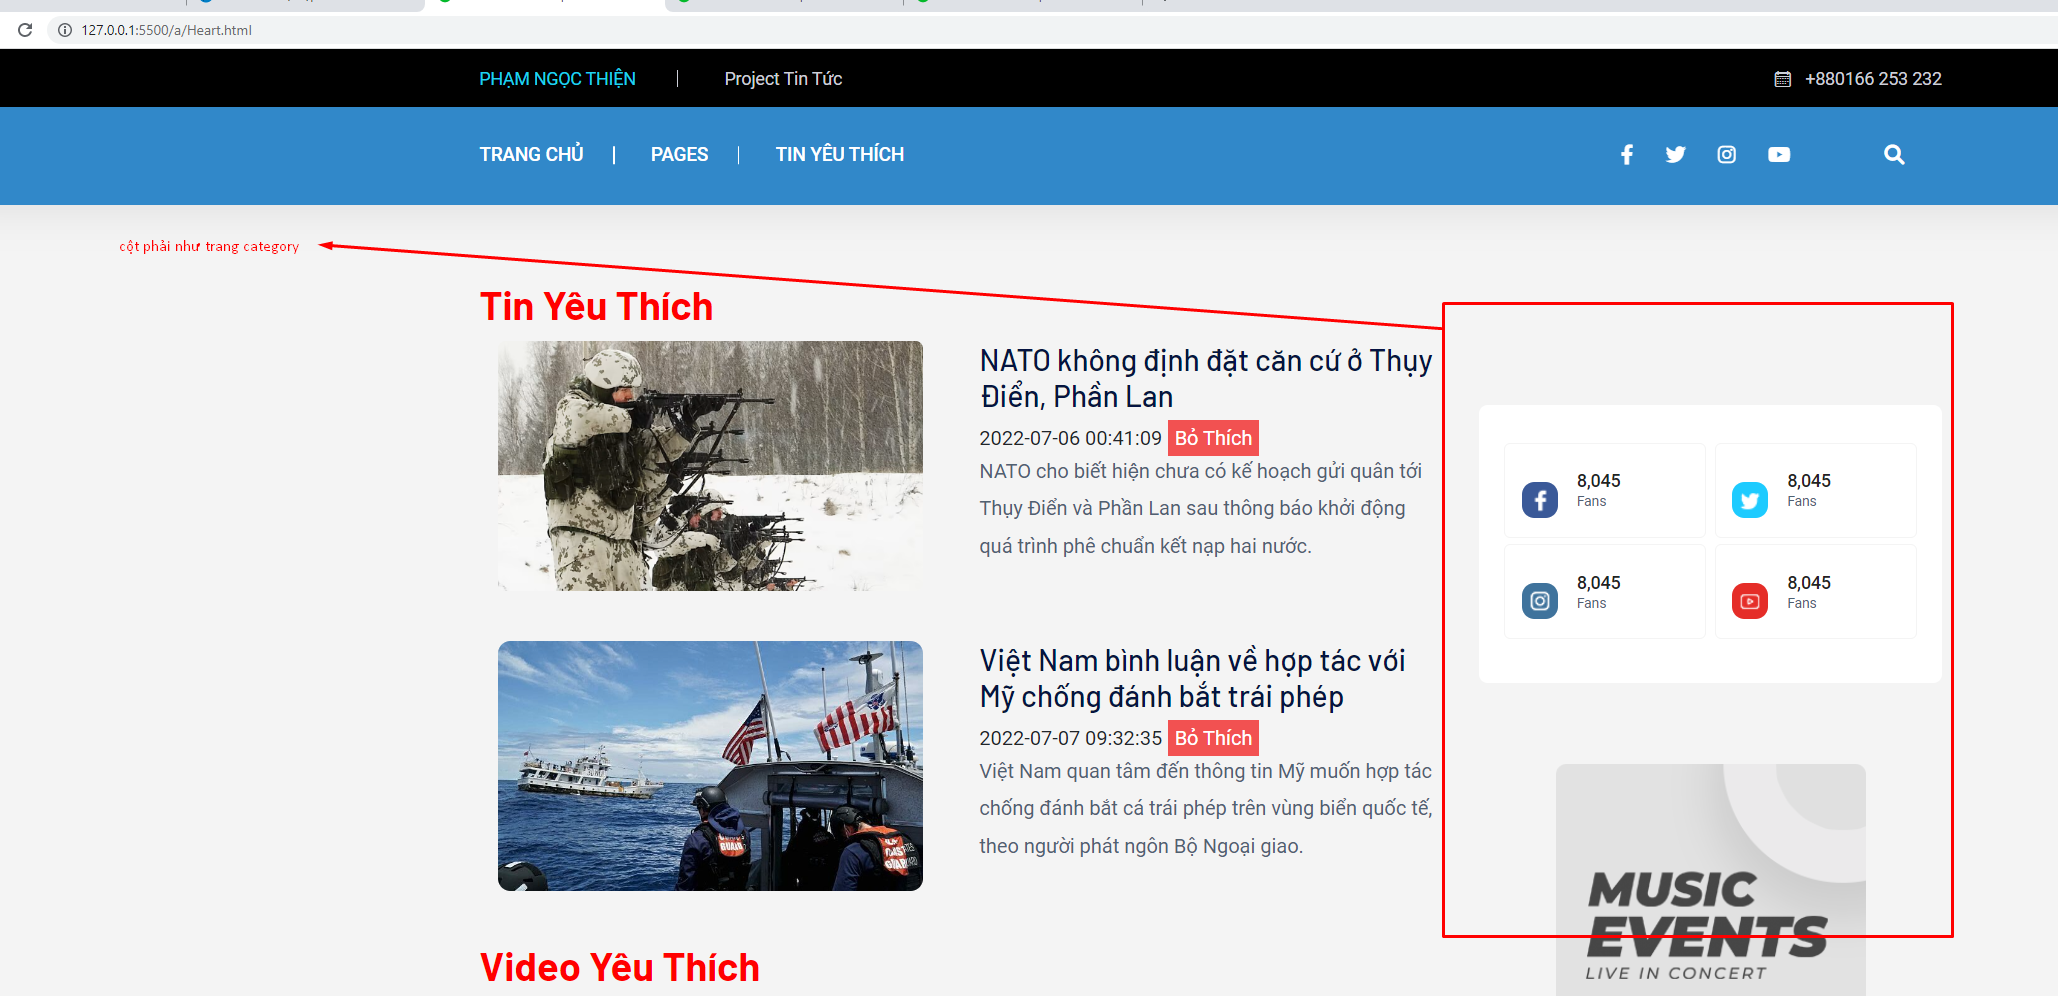 127.0.0.1:5500/a/Heart.html
PHẠM NGỌC THIỆN
Project Tin Tức
+880166 253 232
TRANG CHỦ
PAGES
TIN YÊU THÍCH
cột phải như trang category
Tin Yêu Thích
NATO không định đặt căn cứ ở Thụy
Điển, Phần Lan
2022-07-06 00:41:09 Bỏ Thích
NATO cho biết hiện chưa có kế hoạch gửi quân tới
Thụy Điển và Phần Lan sau thông báo khởi động
quá trình phê chuẩn kết nạp hai nước.
Việt Nam bình luận về hợp tác với
Mỹ chống đánh bắt trái phép
2022-07-07 09:32:35 Bỏ Thích
Việt Nam quan tâm đến thông tin Mỹ muốn hợp tác
chống đánh bắt cá trái phép trên vùng biển quốc tế,
theo người phát ngôn Bộ Ngoại giao.
Video Yêu Thích
8,045
Fans
8,045
Fans
8,045
Fans
8,045
Fans
MUSIC
EVENTS
LIVE IN CONCERT